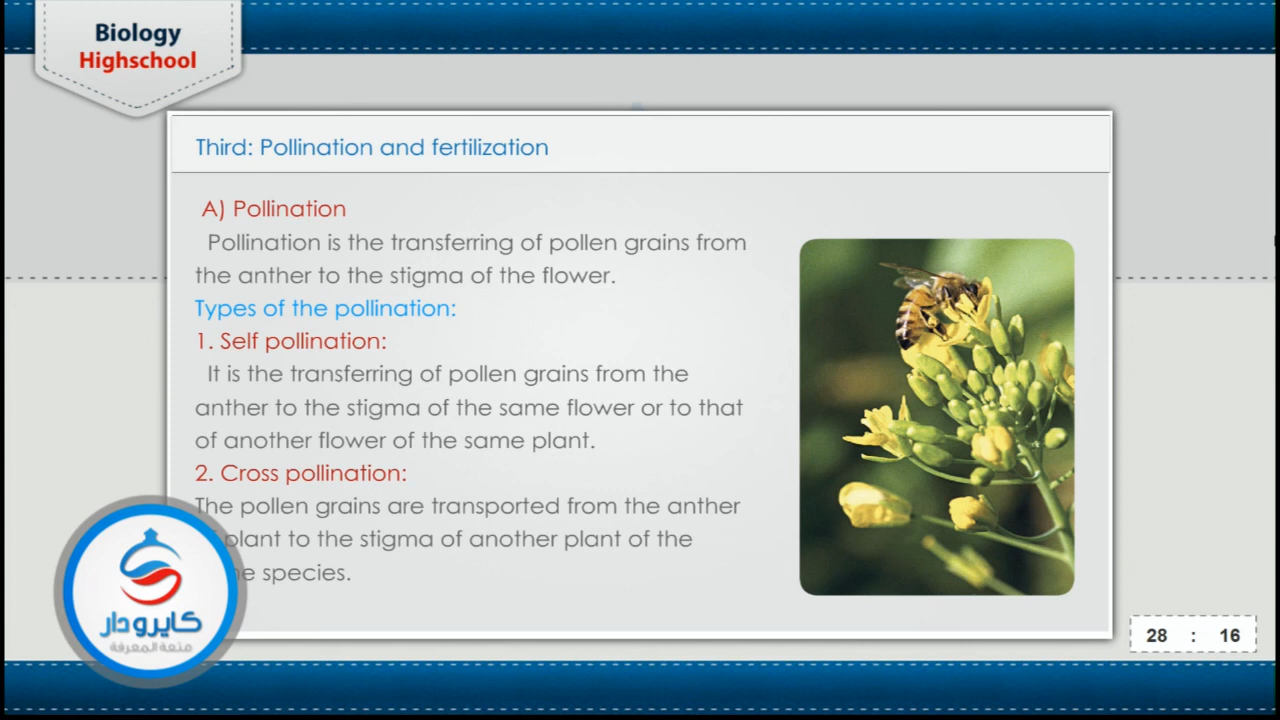 Biology
Highschool
Third: Pollination and fertilization
A) Pollination
Pollination is the transferring of pollen grains from
the anther to the stigma of the flower.
Types of the pollination:
1. Self pollination:
It is the transferring of pollen grains from the
anther to the stigma of the same flower or to that
of another flower of the same plant.
2. Cross pollination:
The pollen grains are transported from the anther
plant to the stigma of another plant of the
species.
كايرودار
متعة المعرفة
28 : 16